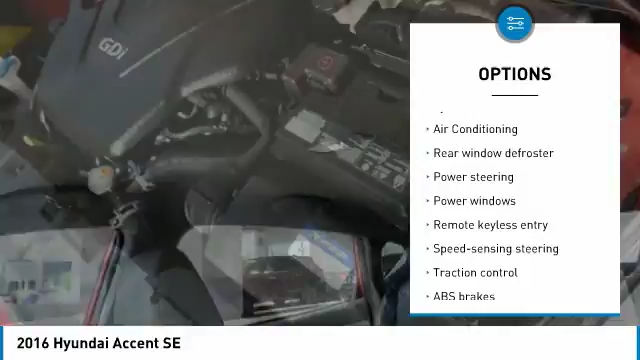 GDi
OPTIONS
Air Conditioning
Rear window defroster
Power steering
Power windows
Remote keyless entry
Speed-sensing steering
Traction control
ABS brakes
2016 Hyundai Accent SE